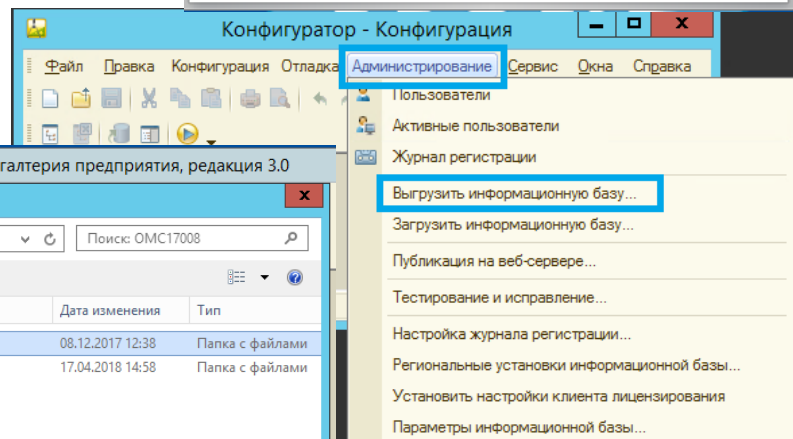 Конфигуратор - Конфигурация
Файл Правка Конфигурация Отладка Администрирование Сервис Окна Справка
Пользователи
Активные пользователи
Журнал регистрации
Выгрузить информационную базу...
Загрузить информационную базу...
Публикация на веб-сервере...
Тестирование и исправление...
Настройка журнала регистрации...
Региональные установки информационной базы...
Установить настройки клиента лицензирования
Параметры информационной базы...
галтерия предприятия, редакция 3.0
Поиск: ОМС17008
Дата изменения Тип
08.12.2017 12:38 Папка с файлами
17.04.2018 14:58 Папка с файлами